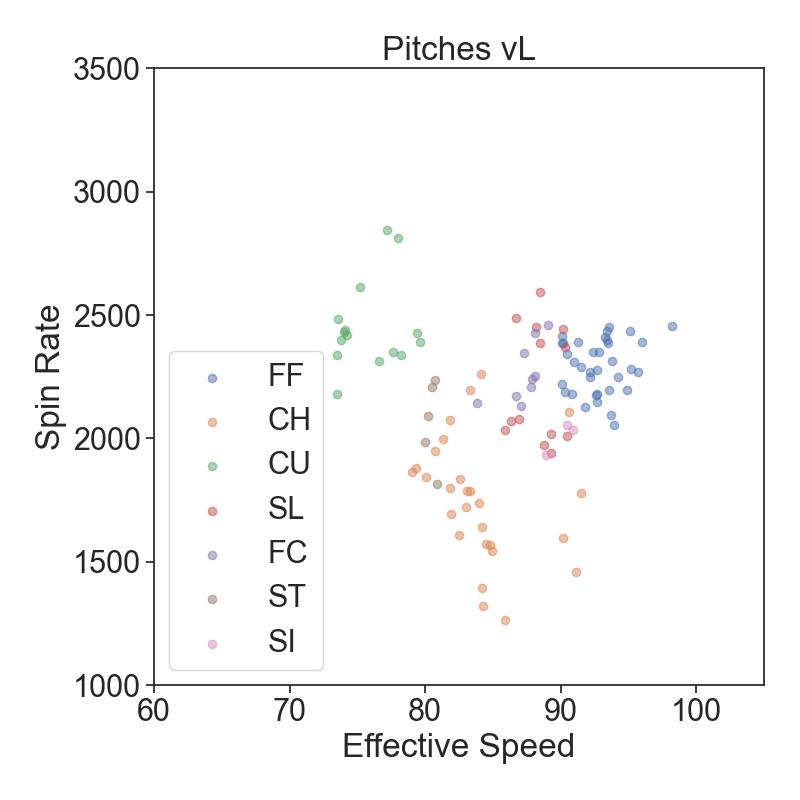 Pitches vL
3500
3000
2500
2000
1500
1000
Spin Rate
FF
CH
CU
SL
FC
ST
SI
60 70 80 90 100
Effective Speed